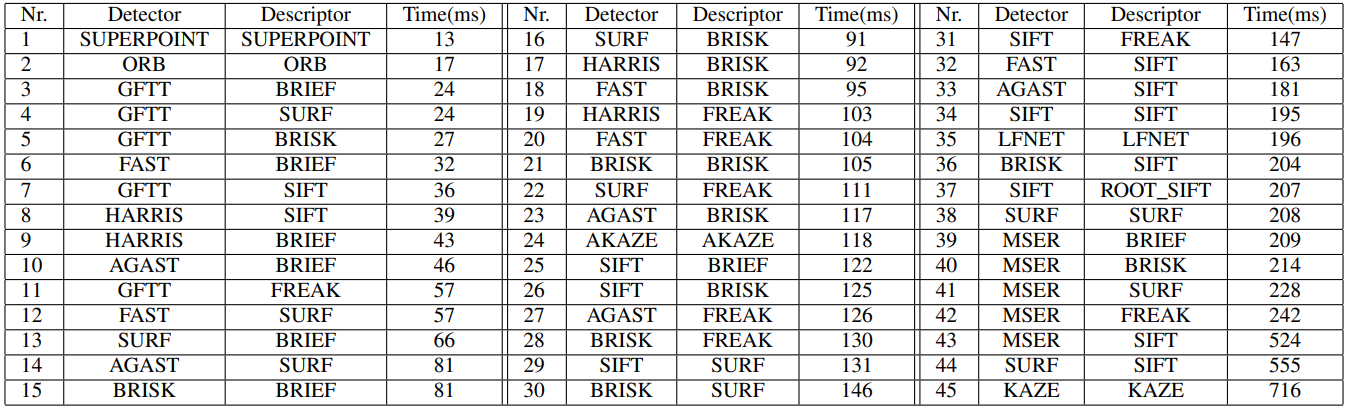 Nr. Detector Descriptor Time(ms) Nr. Detector Descriptor Time(ms) Nr. Detector Descriptor Time(ms)
1 SUPERPOINT SUPERPOINT 13 16 SURF BRISK 91 31 SIFT FREAK 147
2 ORB ORB 17 17 HARRIS BRISK 92 32 FAST SIFT 163
3 GFTT BRIEF 24 18 FAST BRISK 95 33 AGAST SIFT 181
4 GFTT SURF 24 19 HARRIS FREAK 103 34 SIFT SIFT 195
5 GFTT BRISK 27 20 FAST FREAK 104 35 LFNET LFNET 196
6 FAST BRIEF 32 21 BRISK BRISK 105 36 BRISK SIFT 204
7 GFTT SIFT 36 22 SURF FREAK 111 37 SIFT ROOT_SIFT 207
8 HARRIS SIFT 39 23 AGAST BRISK 117 38 SURF SURF 208
9 HARRIS BRIEF 43 24 AKAZE AKAZE 118 39 MSER BRIEF 209
10 AGAST BRIEF 46 25 SIFT BRIEF 122 40 MSER BRISK 214
11 GFTT FREAK 57 26 SIFT BRISK 125 41 MSER SURF 228
12 FAST SURF 57 27 AGAST FREAK 126 42 MSER FREAK 242
13 SURF BRIEF 66 28 BRISK FREAK 130 43 MSER SIFT 524
14 AGAST SURF 81 29 SIFT SURF 131 44 SURF SIFT 555
15 BRISK BRIEF 81 30 BRISK SURF 146 45 KAZE KAZE 716